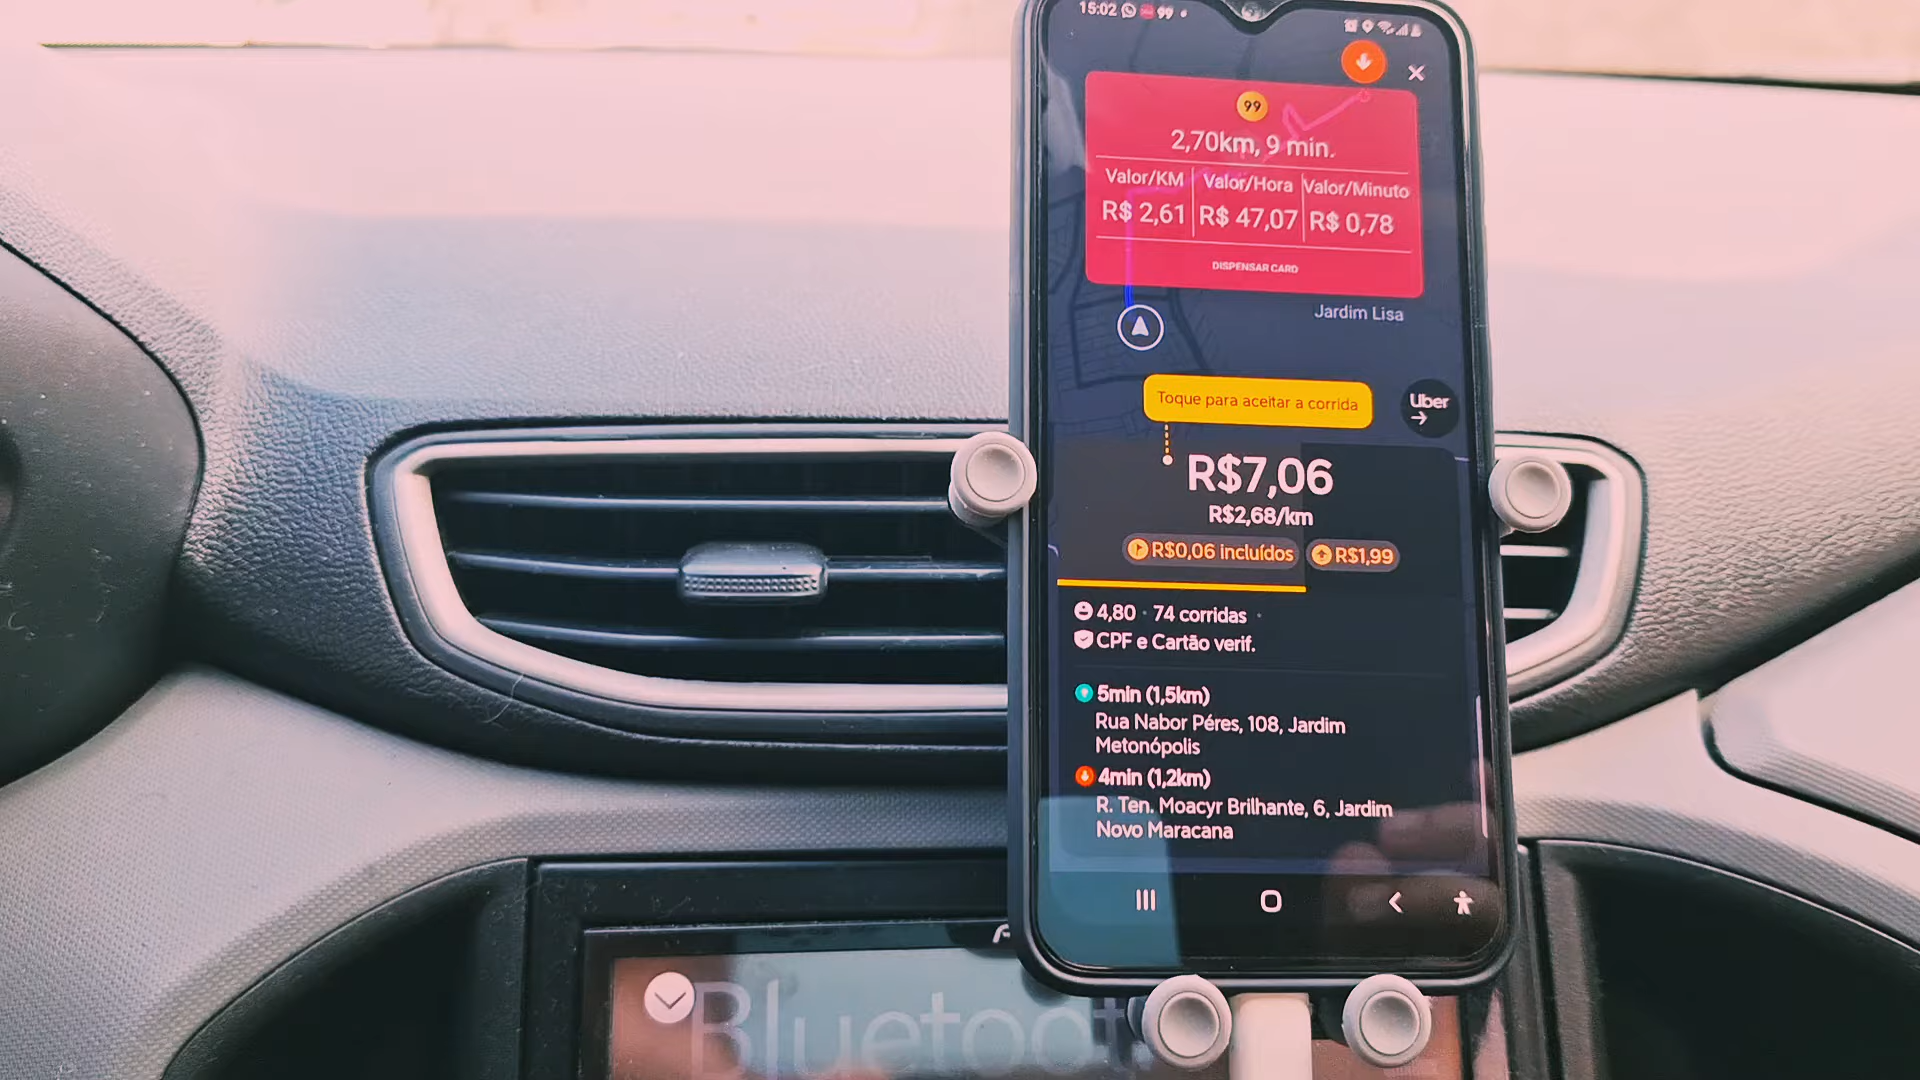 15:02 99
99
2,70km, 9 min.
Valor/KM Valor/Hora Valor/Minuto
R$ 2,61 R$ 47,07 R$ 0,78
DISPENSAR CARD
Jardim Lisa
Toque para aceitar a corrida
Uber
R$7,06
R$2,68/km
R$0,06 incluídos R$1,99
4,80 · 74 corridas
CPF e Cartão verif.
5min (1,5km)
Rua Nabor Péres, 108, Jardim
Metonópolis
4min (1,2km)
R. Ten. Moacyr Brilhante, 6, Jardim
Novo Maracana
Bluetoot